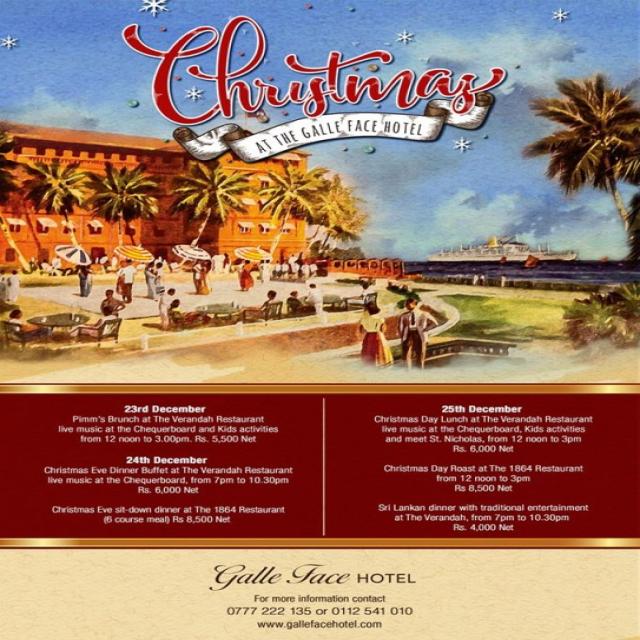 Christmas
AT THE GALLE FACE HOTEL
23rd December
Pimm's Brunch at The Verandah Restaurant
live music at the Chequerboard and Kids activities
from 12 noon to 3.00pm. Rs. 5,500 Net
24th December
Christmas Eve Dinner Buffet at The Verandah Restaurant
live music at the Chequerboard, from 7pm to 10.30pm
Rs. 6,000 Net
Christmas Eve sit-down dinner at The 1864 Restaurant
(6 course meal) Rs 8,500 Net
25th December
Christmas Day Lunch at The Verandah Restaurant
live music at the Chequerboard, Kids activities
and meet St. Nicholas, from 12 noon to 3pm
Rs. 6,000 Net
Christmas Day Roast at The 1864 Restaurant
from 12 noon to 3pm
Rs 8,500 Net
Sri Lankan dinner with traditional entertainment
at The Verandah, from 7pm to 10.30pm
Rs. 4,000 Net
Galle Face HOTEL
For more information contact
0777 222 135 or 0112 541 010
www.gallefacehotel.com